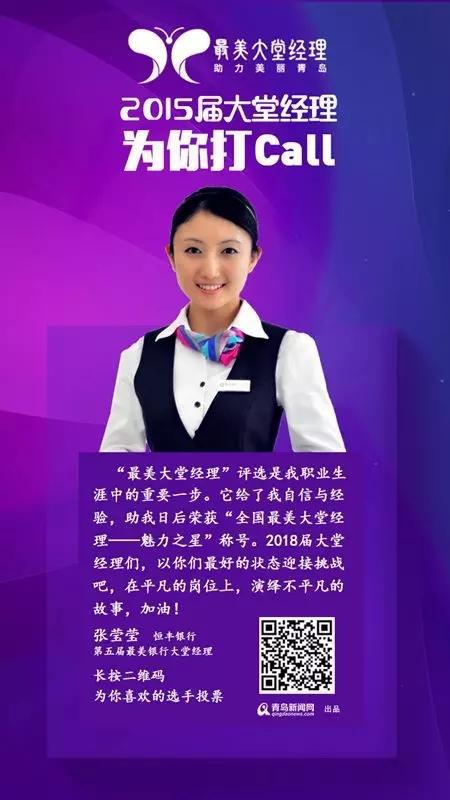 最美大堂经理
助力美丽青岛
2015届大堂经理
为你打Call
“最美大堂经理”评选是我职业生
涯中的重要一步。它给了我自信与经
验，助我日后荣获“全国最美大堂经
理——魅力之星”称号。2018届大堂
经理们，以你们最好的状态迎接挑战
吧，在平凡的岗位上，演绎不平凡的
故事，加油！
张莹莹 恒丰银行
第五届最美银行大堂经理
长按二维码
为你喜欢的选手投票
青岛新闻网 出品
qingdaonews.com